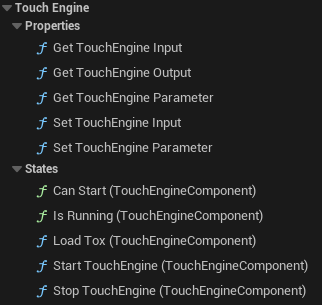 Touch Engine
Properties
Get TouchEngine Input
Get TouchEngine Output
Get TouchEngine Parameter
Set TouchEngine Input
Set TouchEngine Parameter
States
Can Start (TouchEngineComponent)
Is Running (TouchEngineComponent)
Load Tox (TouchEngineComponent)
Start TouchEngine (TouchEngineComponent)
Stop TouchEngine (TouchEngineComponent)